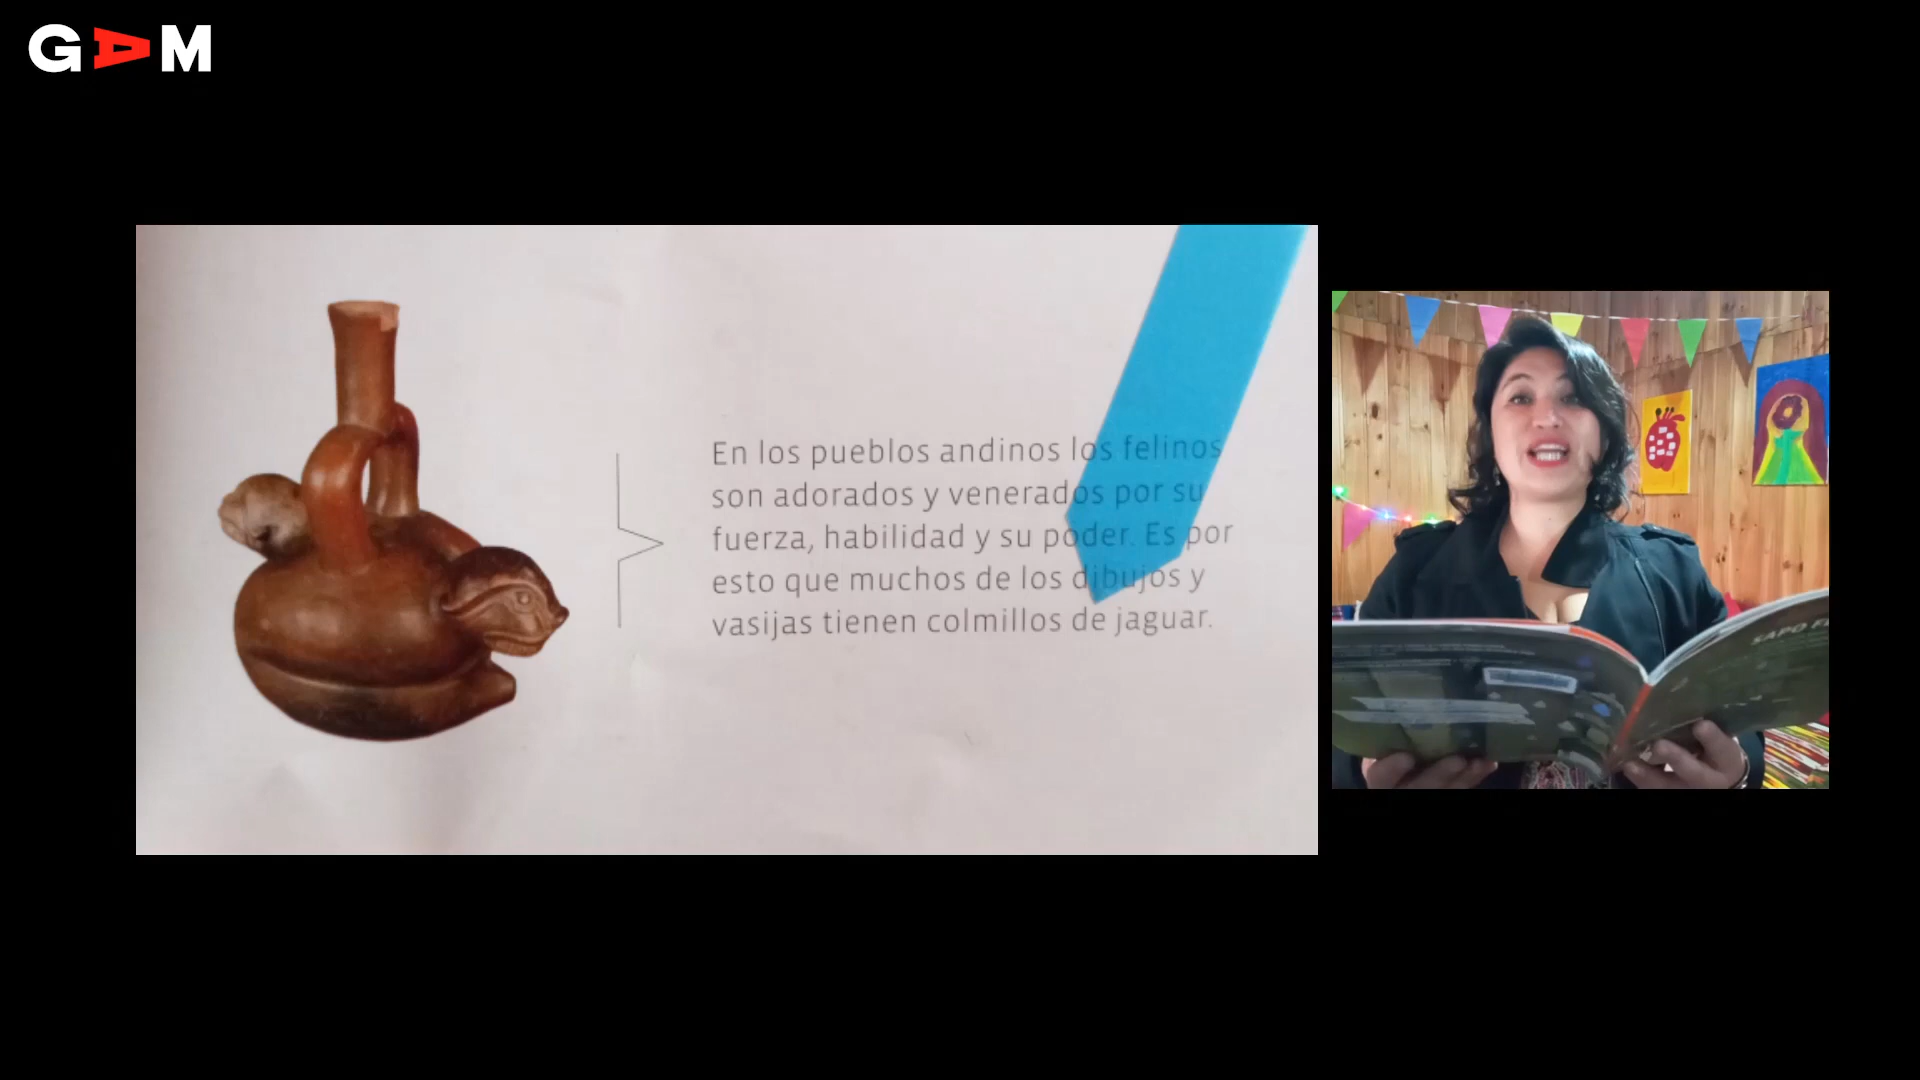 GAM
En los pueblos andinos los felinos
son adorados y venerados por su
fuerza, habilidad y su poder. Es por
esto que muchos de los dibujos y
vasijas tienen colmillos de jaguar.
SAPO F